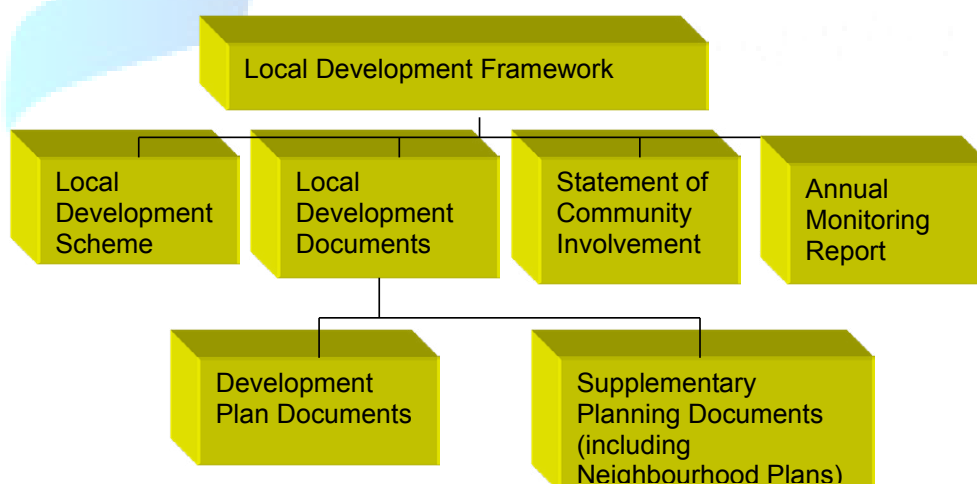 Local Development Framework
Local
Development
Scheme
Local
Development
Documents
Statement of
Community
Involvement
Annual
Monitoring
Report
Development
Plan Documents
Supplementary
Planning Documents
(including
Neighbourhood Plans)